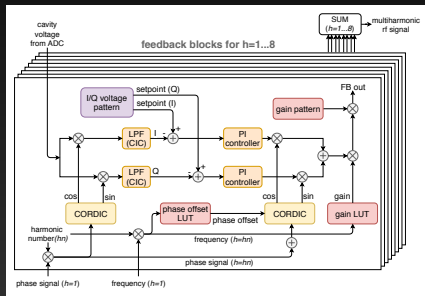 cavity
voltage
from ADC
feedback blocks for h=1...8
SUM
(h=1...8)
multiharmonic
rf signal
I/Q voltage
pattern
setpoint (Q)
setpoint (I)
FB out
gain pattern
LPF
(CIC)
I
-
+
PI
controller
LPF
(CIC)
Q
-
+
PI
controller
cos
sin
cos
sin
gain
CORDIC
phase offset
LUT
phase offset
CORDIC
gain LUT
harmonic
number(hn)
frequency (h=hn)
phase signal (h=hn)
phase signal (h=1)
frequency (h=1)